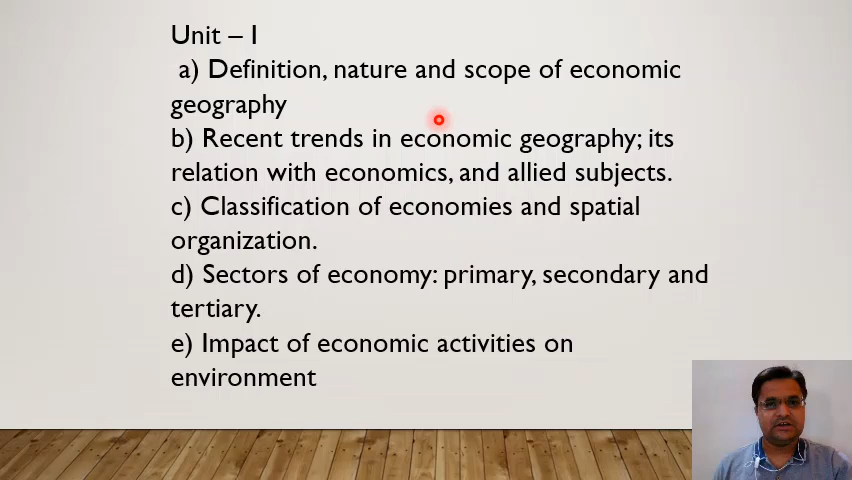 Unit – I
a) Definition, nature and scope of economic
geography
b) Recent trends in economic geography; its
relation with economics, and allied subjects.
c) Classification of economies and spatial
organization.
d) Sectors of economy: primary, secondary and
tertiary.
e) Impact of economic activities on
environment